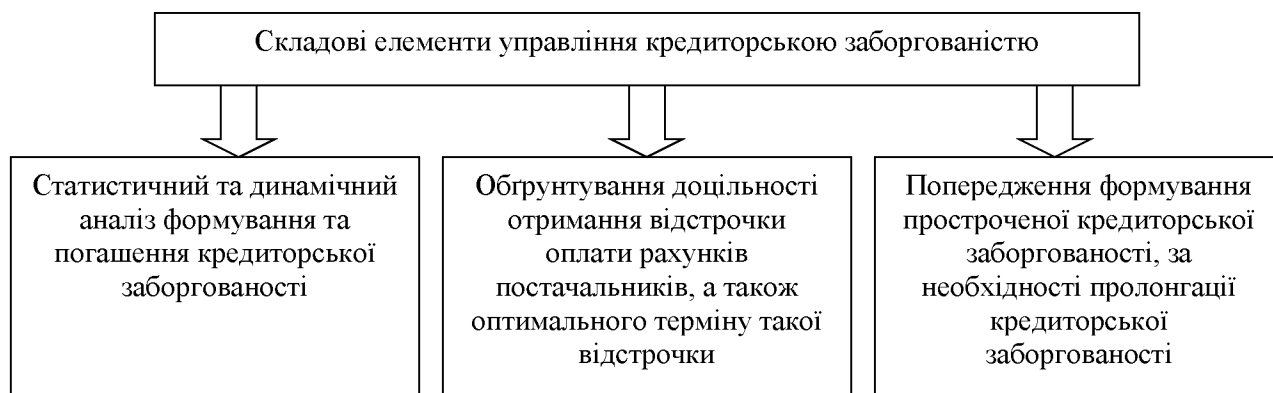 Складові елементи управління кредиторською заборгованістю
Статистичний та динамічний
аналіз формування та
погашення кредиторської
заборгованості
Обґрунтування доцільності
отримання відстрочки
оплати рахунків
постачальників, а також
оптимального терміну такої
відстрочки
Попередження формування
простроченої кредиторської
заборгованості, за
необхідності пролонгації
кредиторської
заборгованості